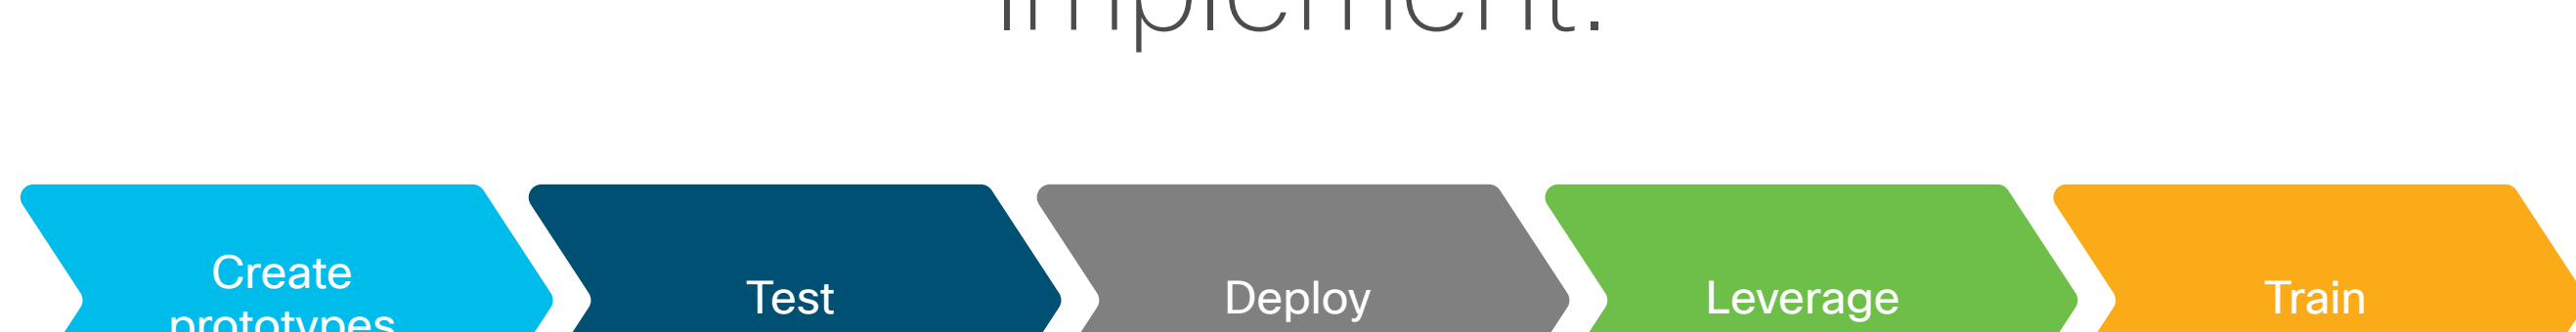 Implement.
Create
prototypes
Test
Deploy
Leverage
Train